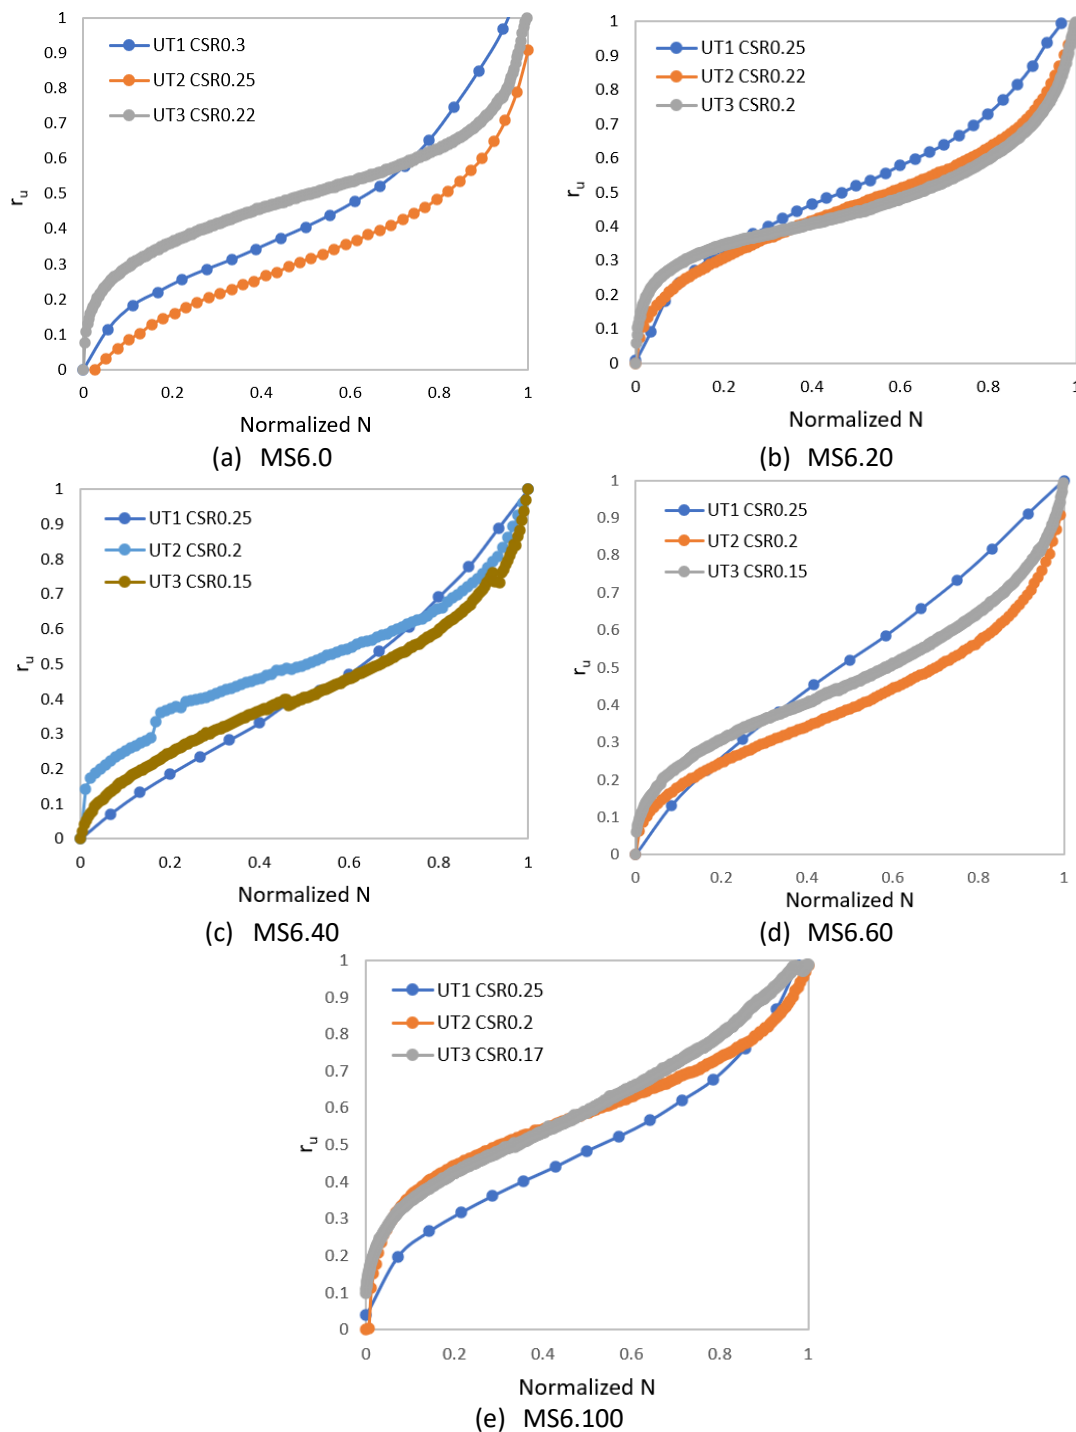 1
0.9
0.8
0.7
0.6
0.5
0.4
0.3
0.2
0.1
0
r_u
UT1 CSR0.3
UT2 CSR0.25
UT3 CSR0.22
0 0.2 0.4 0.6 0.8 1
Normalized N
(a) MS6.0
1
0.9
0.8
0.7
0.6
0.5
0.4
0.3
0.2
0.1
0
r_u
UT1 CSR0.25
UT2 CSR0.22
UT3 CSR0.2
0 0.2 0.4 0.6 0.8 1
Normalized N
(b) MS6.20
1
0.9
0.8
0.7
0.6
0.5
0.4
0.3
0.2
0.1
0
r_u
UT1 CSR0.25
UT2 CSR0.2
UT3 CSR0.15
0 0.2 0.4 0.6 0.8 1
Normalized N
(c) MS6.40
1
0.9
0.8
0.7
0.6
0.5
0.4
0.3
0.2
0.1
0
r_u
UT1 CSR0.25
UT2 CSR0.2
UT3 CSR0.15
0 0.2 0.4 0.6 0.8 1
Normalized N
(d) MS6.60
1
0.9
0.8
0.7
0.6
0.5
0.4
0.3
0.2
0.1
0
r_u
UT1 CSR0.25
UT2 CSR0.2
UT3 CSR0.17
0 0.2 0.4 0.6 0.8 1
Normalized N
(e) MS6.100